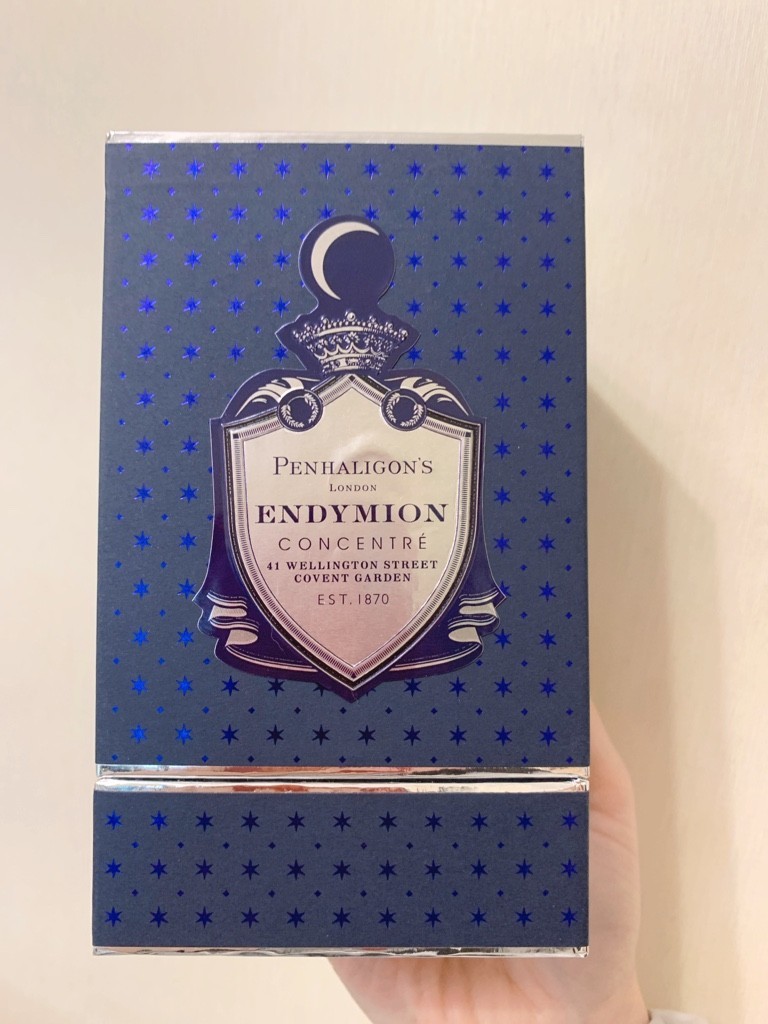 PENHALIGON'S
LONDON
ENDYMION
CONCENTRÉ
41 WELLINGTON STREET
COVENT GARDEN
EST. 1870